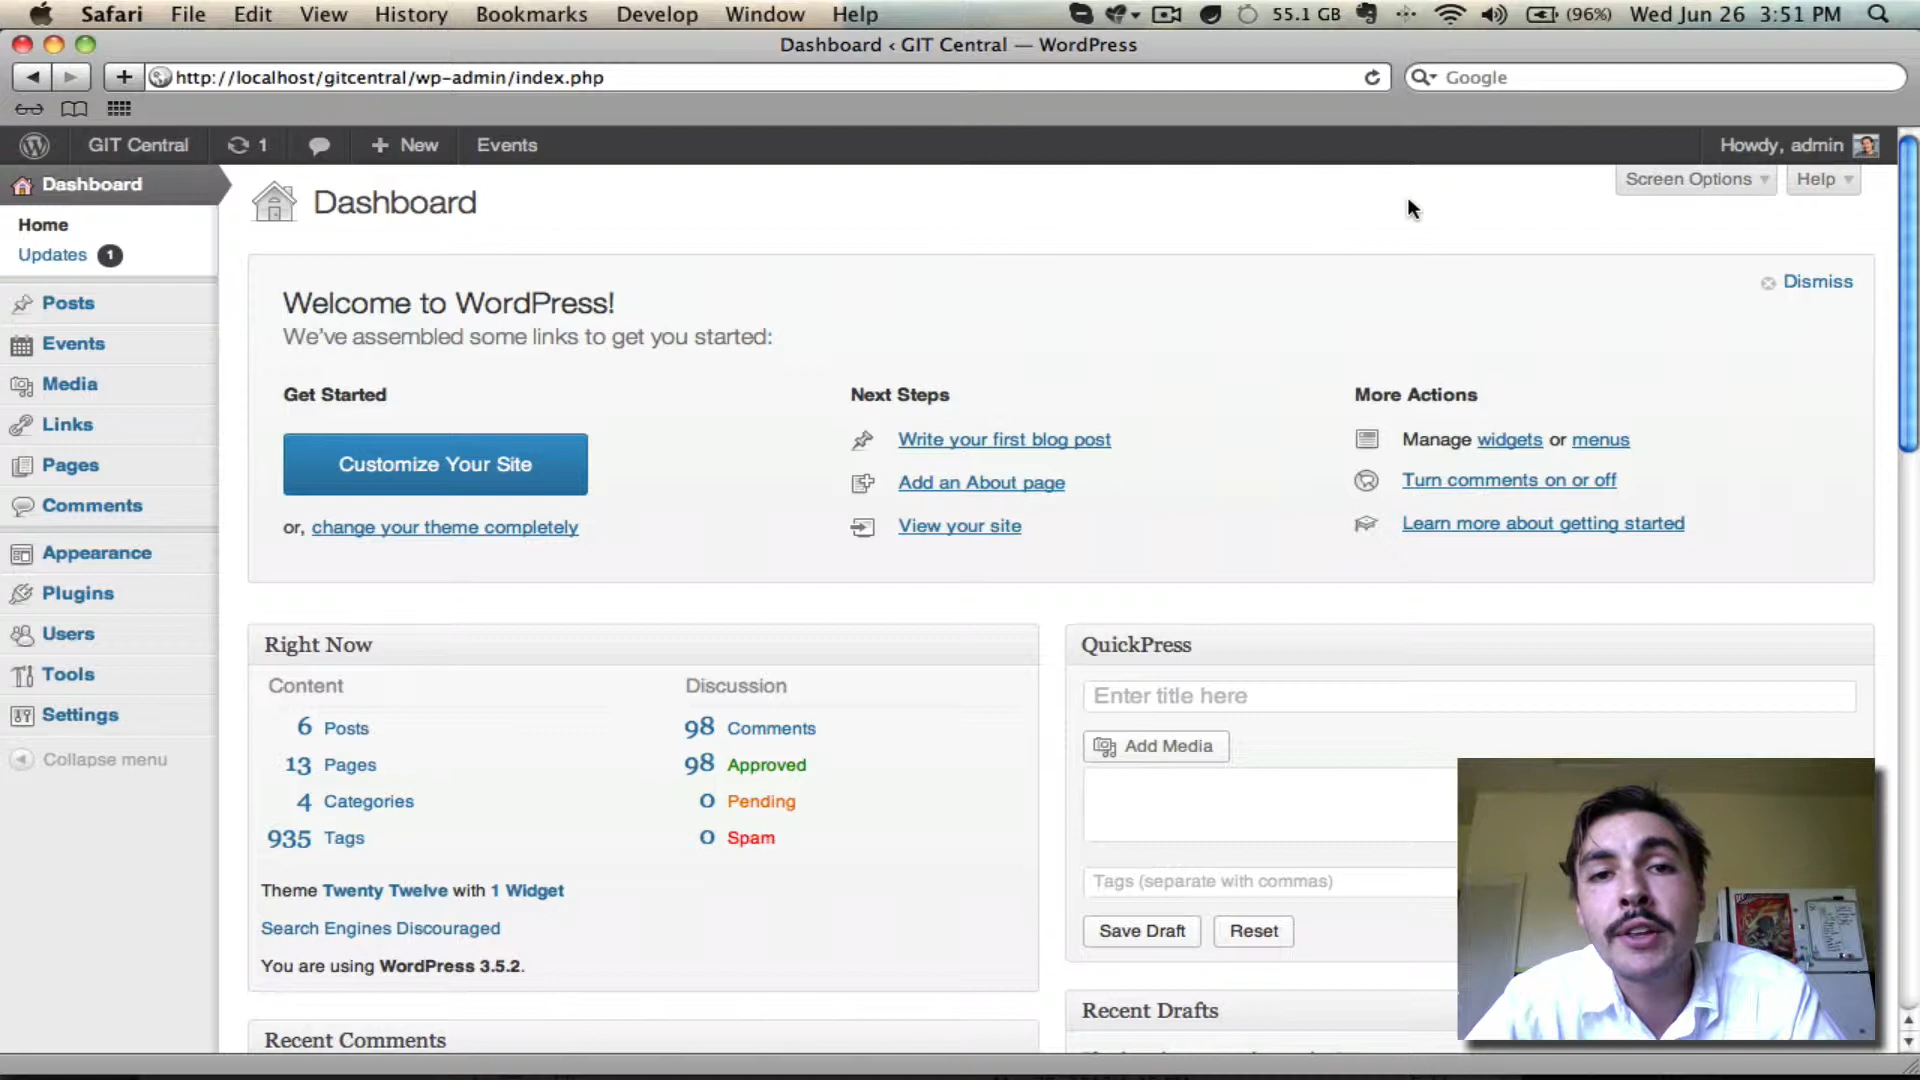 Safari File Edit View History Bookmarks Develop Window Help 55.1 GB (96%) Wed Jun 26 3:51 PM
Dashboard ‹ GIT Central — WordPress
http://localhost/gitcentral/wp-admin/index.php Google
GIT Central 1 + New Events Howdy, admin
Dashboard
Home
Updates 1
Posts
Events
Media
Links
Pages
Comments
Appearance
Plugins
Users
Tools
Settings
Collapse menu
Screen Options Help
Dashboard
Dismiss
Welcome to WordPress!
We've assembled some links to get you started:
Get Started
Customize Your Site
or, change your theme completely
Next Steps
Write your first blog post
Add an About page
View your site
More Actions
Manage widgets or menus
Turn comments on or off
Learn more about getting started
Right Now
Content
6 Posts
13 Pages
4 Categories
935 Tags
Discussion
98 Comments
98 Approved
0 Pending
0 Spam
Theme Twenty Twelve with 1 Widget
Search Engines Discouraged
You are using WordPress 3.5.2.
Recent Comments
QuickPress
Enter title here
Add Media
Tags (separate with commas)
Save Draft Reset
Recent Drafts